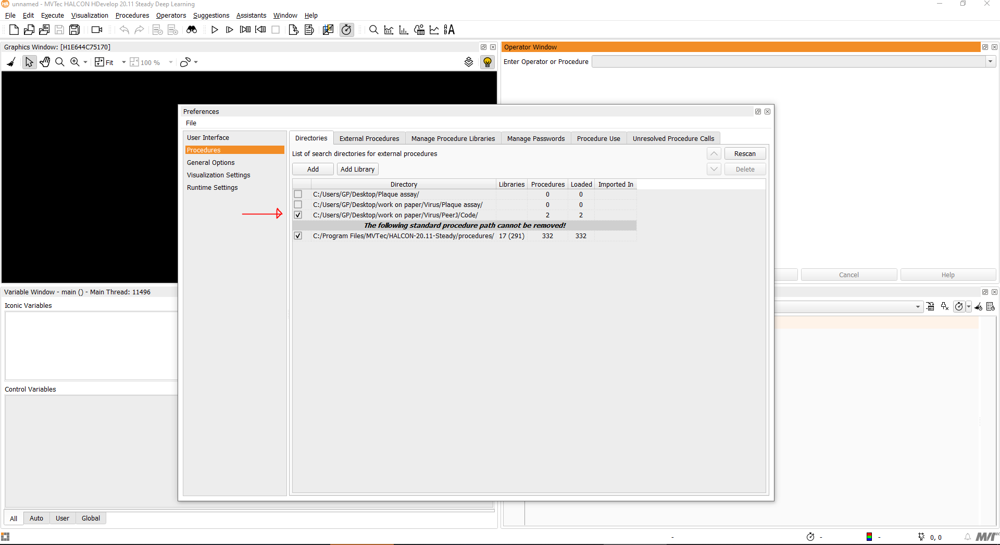 unnamed - MVTec HALCON HDevelop 20.11 Steady Deep Learning
File Edit Execute Visualization Procedures Operators Suggestions Assistants Window Help
Graphics Window: [H1E644C75170]
Operator Window
Fit 100 %
Enter Operator or Procedure
Preferences
File
User Interface
Procedures
General Options
Visualization Settings
Runtime Settings
Directories External Procedures Manage Procedure Libraries Manage Passwords Procedure Use Unresolved Procedure Calls
List of search directories for external procedures
Rescan
Add Add Library Delete
Directory Libraries Procedures Loaded Imported In
C:/Users/GP/Desktop/Plaque assay/ 0 0
C:/Users/GP/Desktop/work on paper/Virus/Plaque assay/ 0 0
C:/Users/GP/Desktop/work on paper/Virus/PeerJ/Code/ 2 2
The following standard procedure path cannot be removed!
C:/Program Files/MVTec/HALCON-20.11-Steady/procedures/ 17 (291) 332 332
Cancel Help
Variable Window - main () - Main Thread: 11496
Iconic Variables
Control Variables
All Auto User Global
- - - 0, 0